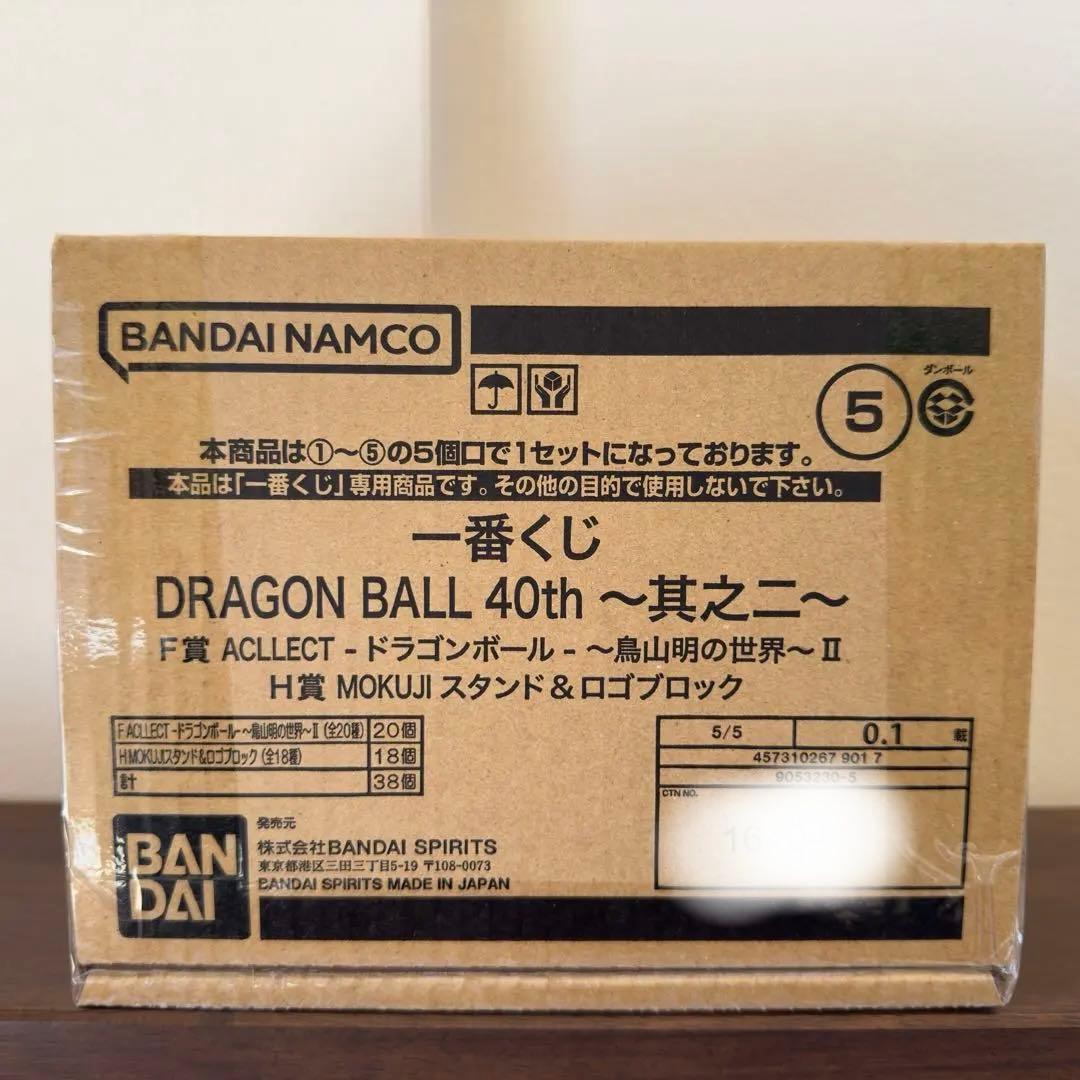 BANDAI NAMCO
ダンボール
5
本商品は①～⑤の5個口で1セットになっております。
本品は「一番くじ」専用商品です。その他の目的で使用しないで下さい。
一番くじ
DRAGON BALL 40th ～其之二～
F賞 ACLLECT - ドラゴンボール - ～鳥山明の世界～ II
H賞 MOKUJI スタンド＆ロゴブロック
F ACLLECT -ドラゴンボール- ～鳥山明の世界～II (全20種) 20個
H MOKUJIスタンド&ロゴブロック (全18種) 18個
計 38個
5/5 0.1 載
457310267 901 7
9053230-5
CTN NO.
BAN
DAI
発売元
株式会社BANDAI SPIRITS
東京都港区三田三丁目5-19 〒108-0073
BANDAI SPIRITS MADE IN JAPAN